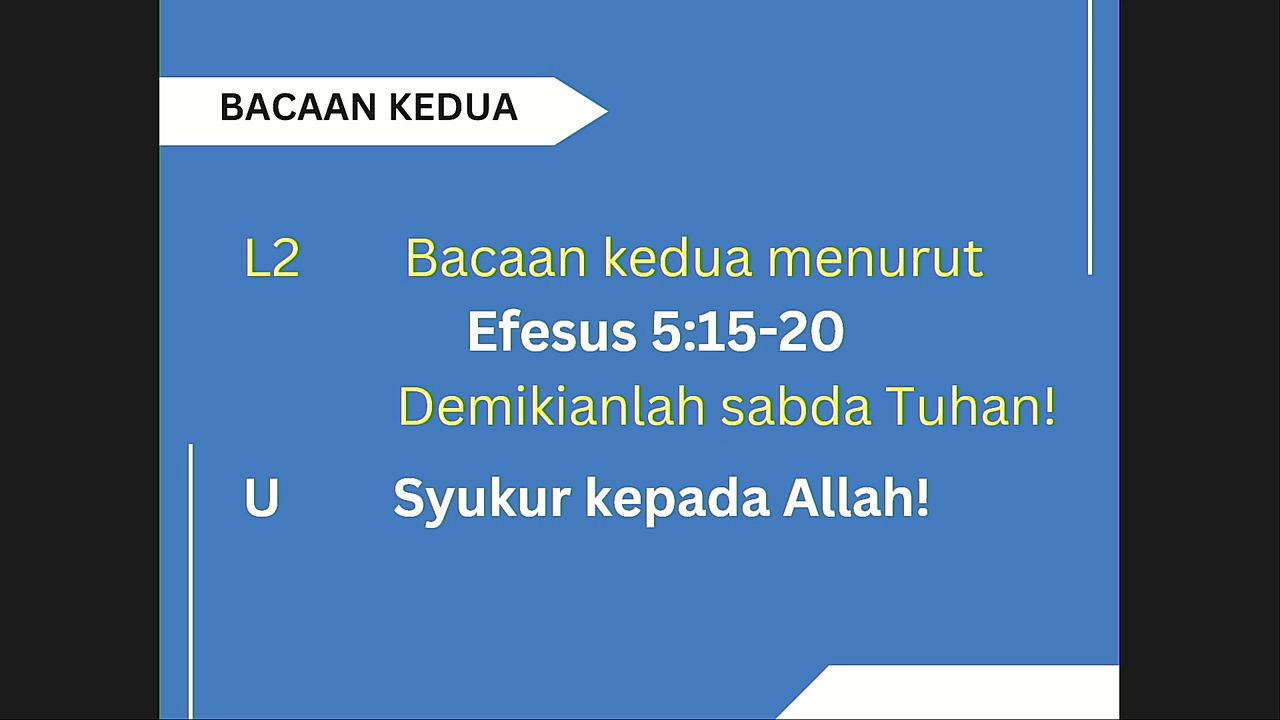 BACAAN KEDUA
L2 Bacaan kedua menurut
Efesus 5:15-20
Demikianlah sabda Tuhan!
U Syukur kepada Allah!